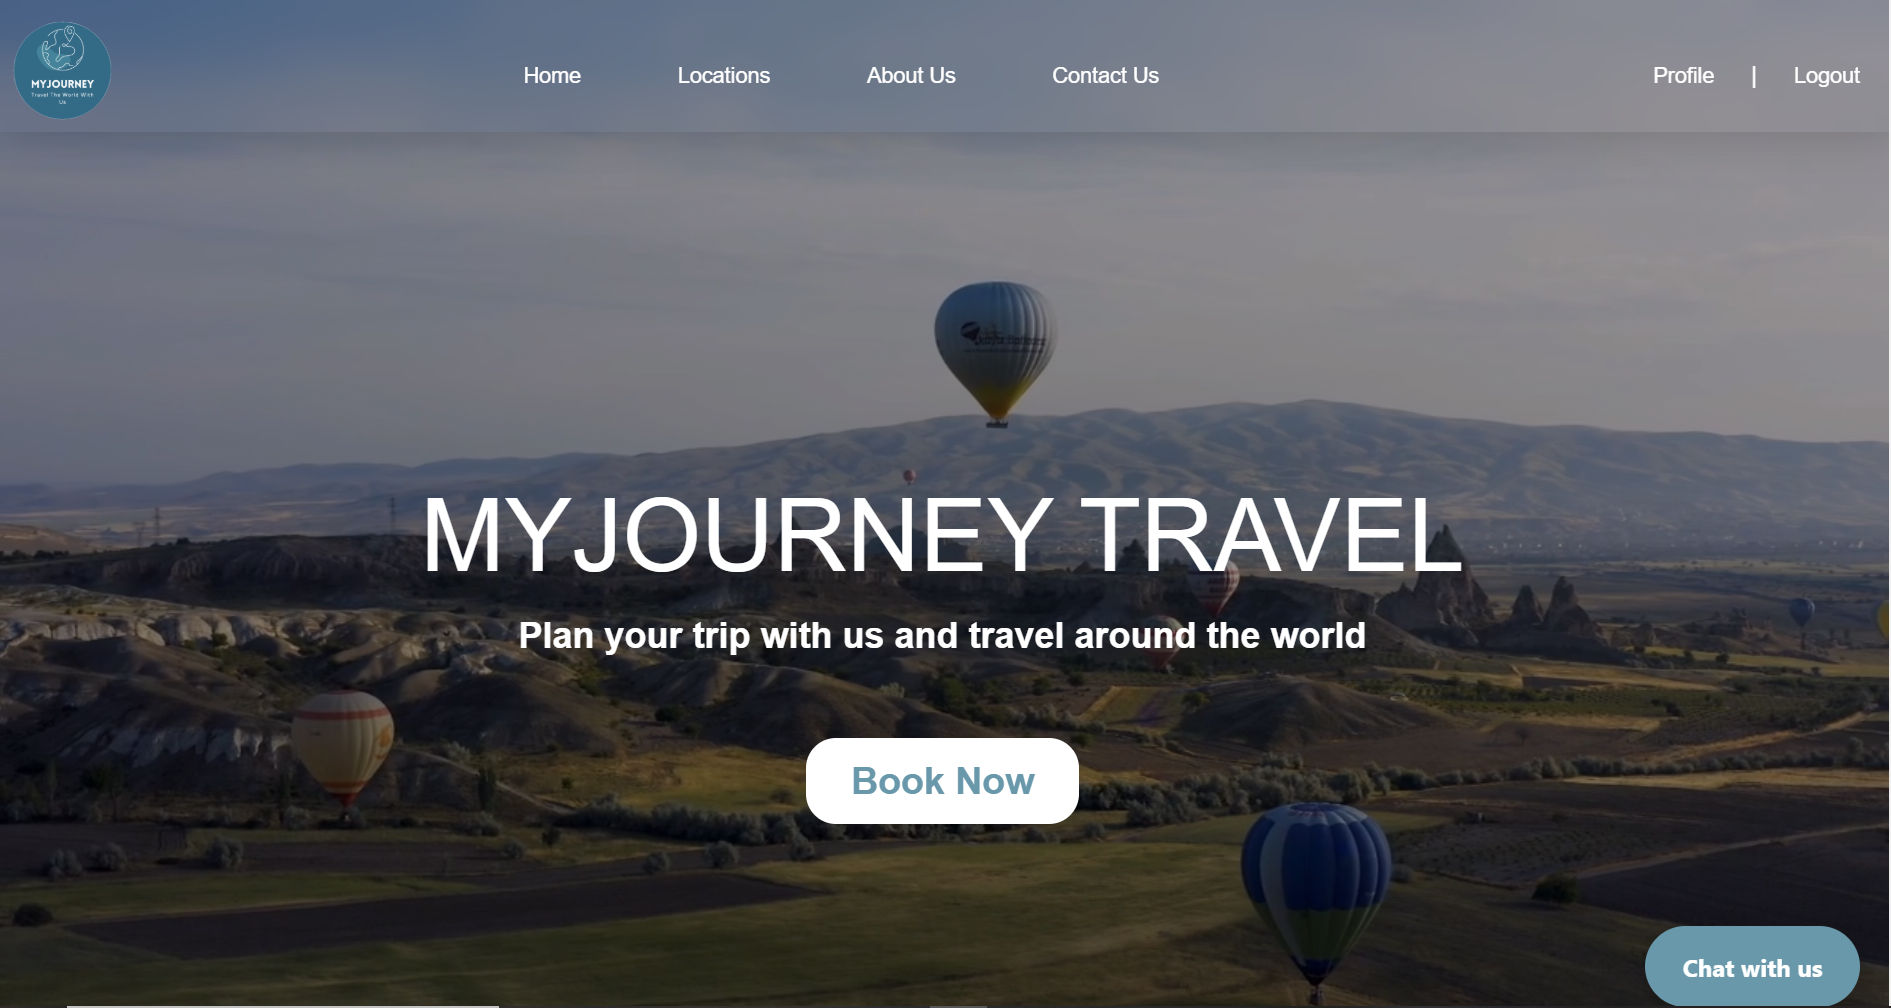 MYJOURNEY
Travel The World With
Us
Home
Locations
About Us
Contact Us
Profile | Logout
MYJOURNEY TRAVEL
Plan your trip with us and travel around the world
Book Now
Chat with us